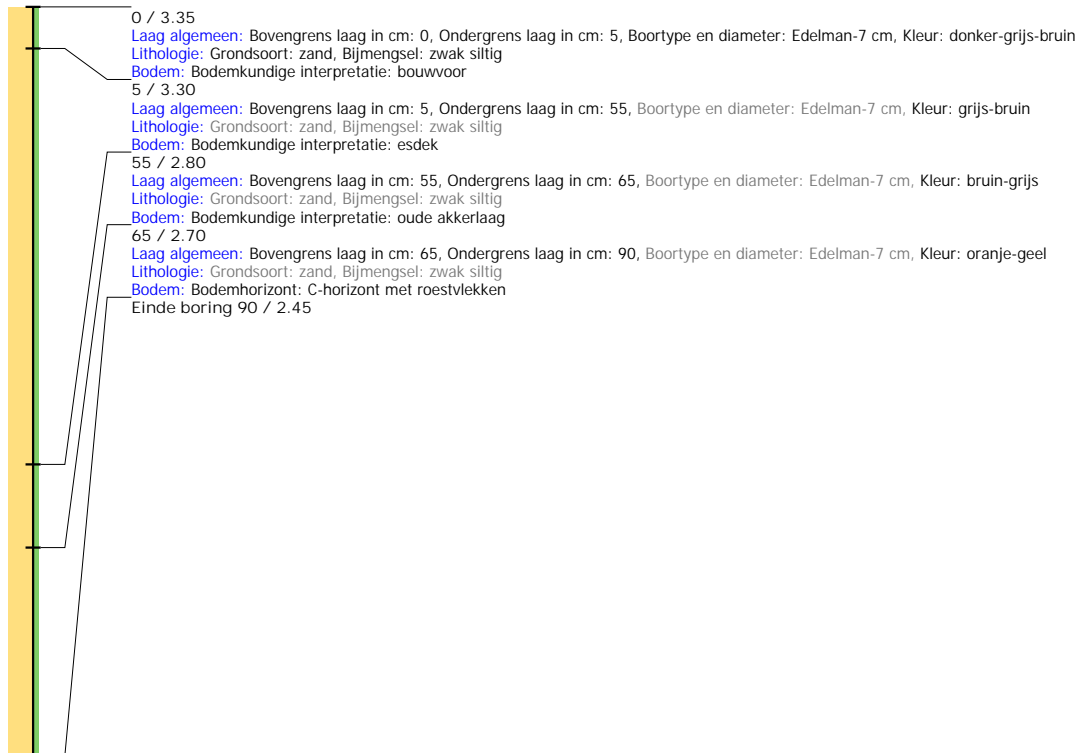 0 / 3.35
Laag algemeen: Bovengrens laag in cm: 0, Ondergrens laag in cm: 5, Boortype en diameter: Edelman-7 cm, Kleur: donker-grijs-bruin
Lithologie: Grondsoort: zand, Bijmengsel: zwak siltig
Bodem: Bodemkundige interpretatie: bouwvoor
5 / 3.30
Laag algemeen: Bovengrens laag in cm: 5, Ondergrens laag in cm: 55, Boortype en diameter: Edelman-7 cm, Kleur: grijs-bruin
Lithologie: Grondsoort: zand, Bijmengsel: zwak siltig
Bodem: Bodemkundige interpretatie: esdek
55 / 2.80
Laag algemeen: Bovengrens laag in cm: 55, Ondergrens laag in cm: 65, Boortype en diameter: Edelman-7 cm, Kleur: bruin-grijs
Lithologie: Grondsoort: zand, Bijmengsel: zwak siltig
Bodem: Bodemkundige interpretatie: oude akkerlaag
65 / 2.70
Laag algemeen: Bovengrens laag in cm: 65, Ondergrens laag in cm: 90, Boortype en diameter: Edelman-7 cm, Kleur: oranje-geel
Lithologie: Grondsoort: zand, Bijmengsel: zwak siltig
Bodem: Bodemhorizont: C-horizont met roestvlekken
Einde boring 90 / 2.45